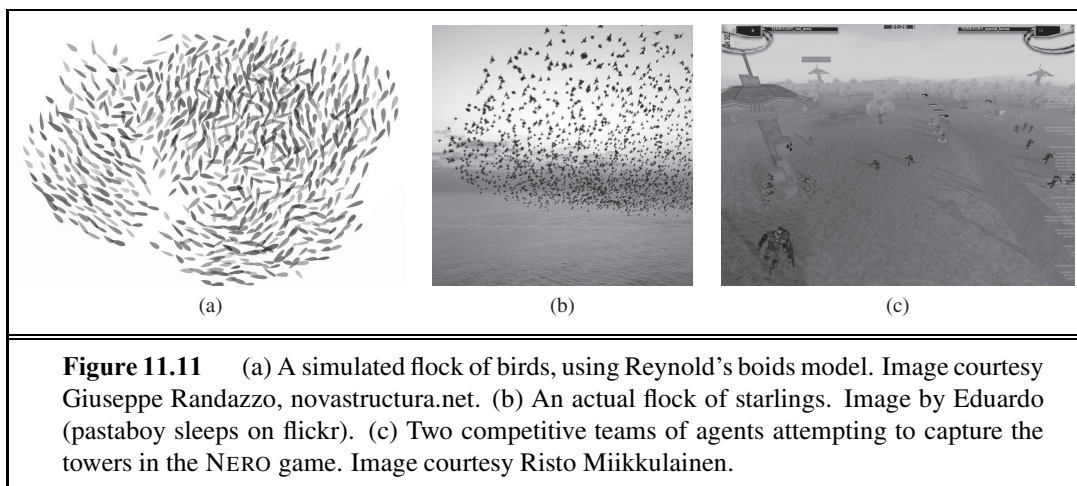 TERRITORY_red_army
(a)
(b)
(c)
Figure 11.11 (a) A simulated flock of birds, using Reynold’s boids model. Image courtesy
Giuseppe Randazzo, novastructura.net. (b) An actual flock of starlings. Image by Eduardo
(pastaboy sleeps on flickr). (c) Two competitive teams of agents attempting to capture the
towers in the NERO game. Image courtesy Risto Miikkulainen.